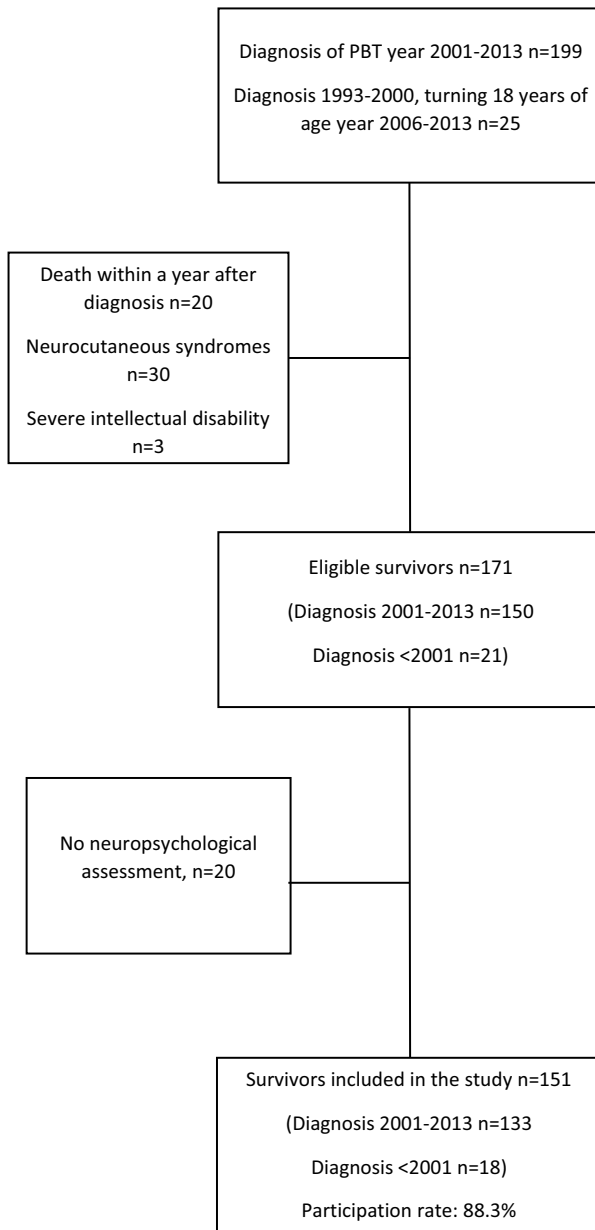 Diagnosis of PBT year 2001-2013 n=199
Diagnosis 1993-2000, turning 18 years of
age year 2006-2013 n=25
Death within a year after
diagnosis n=20
Neurocutaneous syndromes
n=30
Severe intellectual disability
n=3
Eligible survivors n=171
(Diagnosis 2001-2013 n=150
Diagnosis <2001 n=21)
No neuropsychological
assessment, n=20
Survivors included in the study n=151
(Diagnosis 2001-2013 n=133
Diagnosis <2001 n=18)
Participation rate: 88.3%